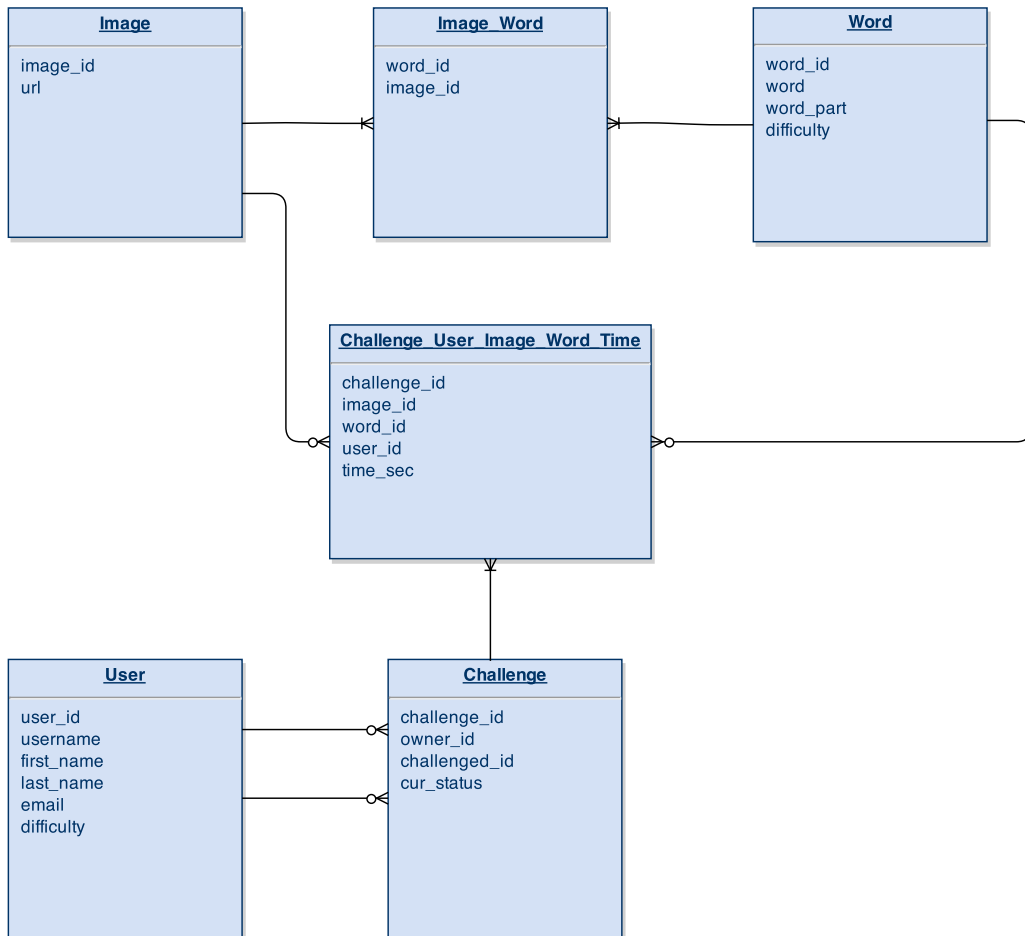 Image
image_id
url
Image_Word
word_id
image_id
Word
word_id
word
word_part
difficulty
Challenge_User_Image_Word_Time
challenge_id
image_id
word_id
user_id
time_sec
User
user_id
username
first_name
last_name
email
difficulty
Challenge
challenge_id
owner_id
challenged_id
cur_status